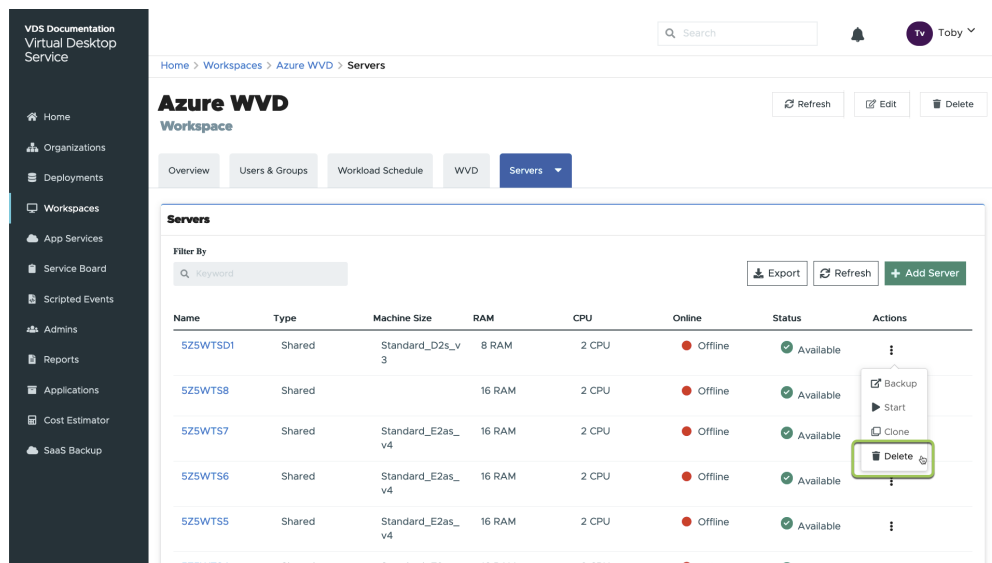 VDS Documentation
Virtual Desktop
Service
Search
Tv Toby
Home > Workspaces > Azure WVD > Servers
Azure WVD
Workspace
Refresh Edit Delete
Home
Organizations
Deployments
Workspaces
App Services
Service Board
Scripted Events
Admins
Reports
Applications
Cost Estimator
SaaS Backup
Overview Users & Groups Workload Schedule WVD Servers
Servers
Filter By
Keyword
Export Refresh + Add Server
Name Type Machine Size RAM CPU Online Status Actions
5Z5WTSD1 Shared Standard_D2s_v 8 RAM 2 CPU Offline Available
3
5Z5WTS8 Shared 16 RAM 2 CPU Offline Available
5Z5WTS7 Shared Standard_E2as_ 16 RAM 2 CPU Offline Available
v4
5Z5WTS6 Shared Standard_E2as_ 16 RAM 2 CPU Offline Available
v4
5Z5WTS5 Shared Standard_E2as_ 16 RAM 2 CPU Offline Available
v4
Backup
Start
Clone
Delete